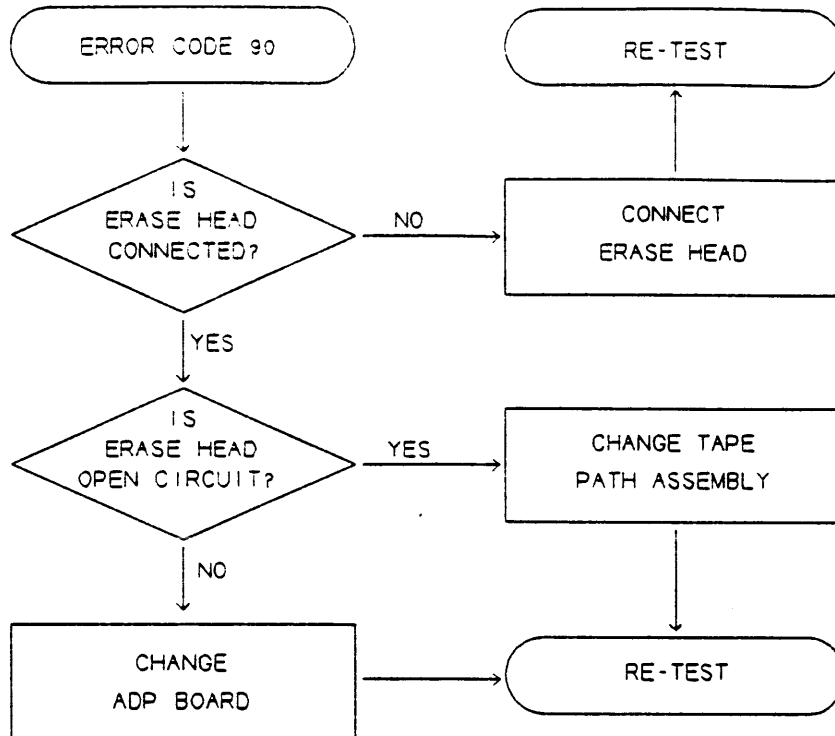 ERROR CODE 90
RE-TEST
IS
ERASE HEAD
CONNECTED?
NO
CONNECT
ERASE HEAD
YES
IS
ERASE HEAD
OPEN CIRCUIT?
YES
CHANGE TAPE
PATH ASSEMBLY
NO
CHANGE
ADP BOARD
RE-TEST